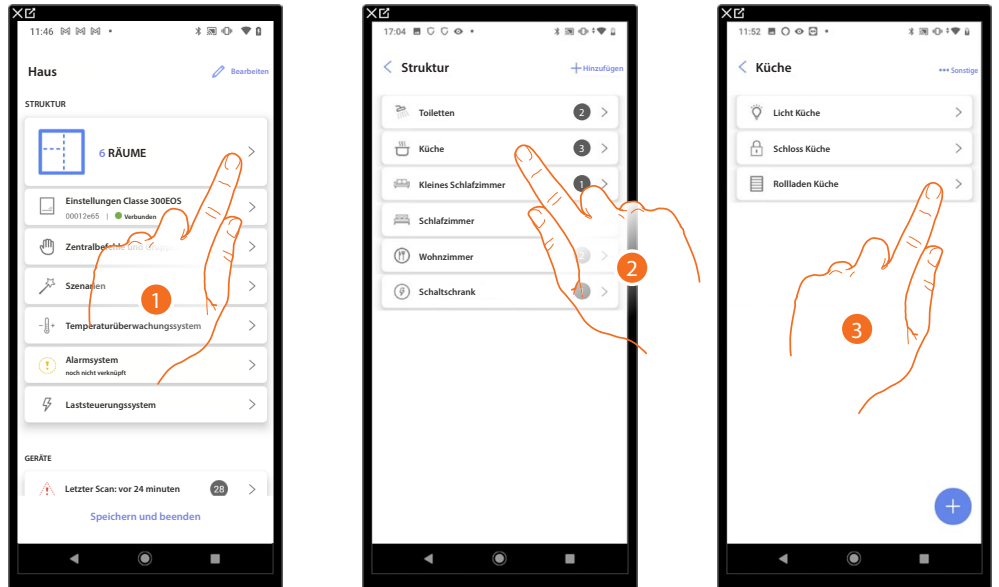 11:46
Haus
Bearbeiten
STRUKTUR
6 RÄUME
Einstellungen Classe 300EOS
00012e65 | Verbunden
Zentralbefehle und
Szenarien
1
Temperaturüberwachungssystem
Alarmsystem
noch nicht verknüpft
Laststeuerungssystem
GERÄTE
Letzter Scan: vor 24 minuten 28
Speichern und beenden
17:04
Struktur
Hinzufügen
Toiletten 2
Küche 3
Kleines Schlafzimmer 1
Schlafzimmer
Wohnzimmer 2
2
Schaltschrank
11:52
Küche
Sonstige
Licht Küche
Schloss Küche
Rollladen Küche
3